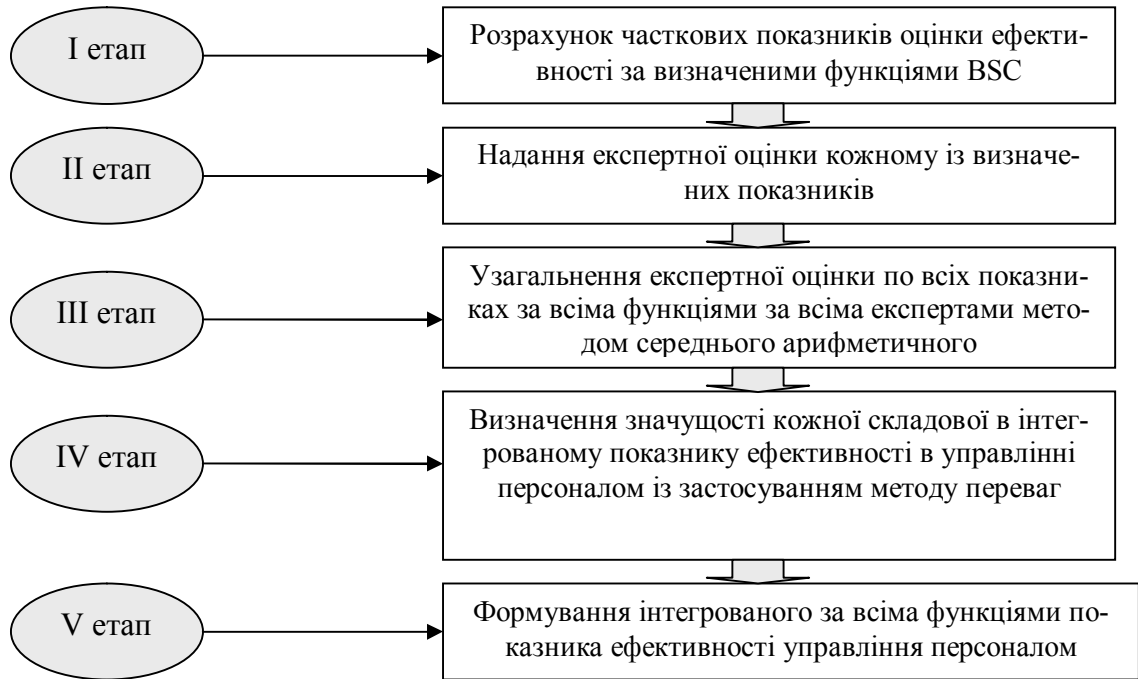 І етап
Розрахунок часткових показників оцінки ефекти-
вності за визначеними функціями BSC
ІІ етап
Надання експертної оцінки кожному із визначе-
них показників
ІІІ етап
Узагальнення експертної оцінки по всіх показни-
ках за всіма функціями за всіма експертами мето-
дом середнього арифметичного
IV етап
Визначення значущості кожної складової в інтег-
рованому показнику ефективності в управлінні
персоналом із застосуванням методу переваг
V етап
Формування інтегрованого за всіма функціями по-
казника ефективності управління персоналом